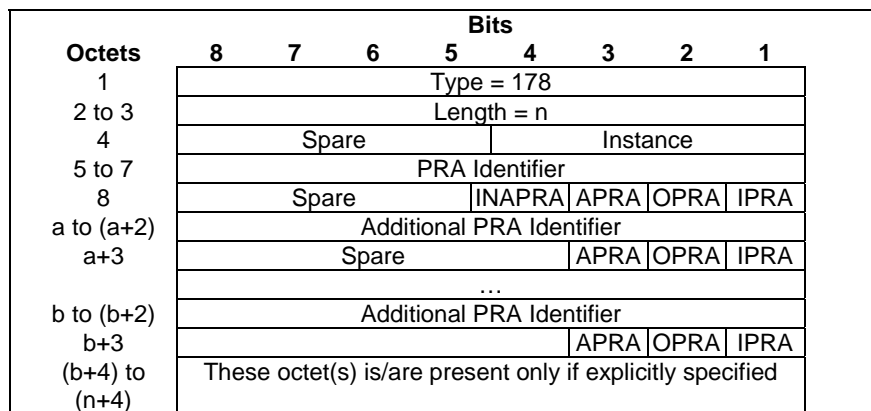 Bits
Octets 8 7 6 5 4 3 2 1
1 Type = 178
2 to 3 Length = n
4 Spare Instance
5 to 7 PRA Identifier
8 Spare INAPRA APRA OPRA IPRA
a to (a+2) Additional PRA Identifier
a+3 Spare APRA OPRA IPRA
…
b to (b+2) Additional PRA Identifier
b+3 APRA OPRA IPRA
(b+4) to These octet(s) is/are present only if explicitly specified
(n+4)